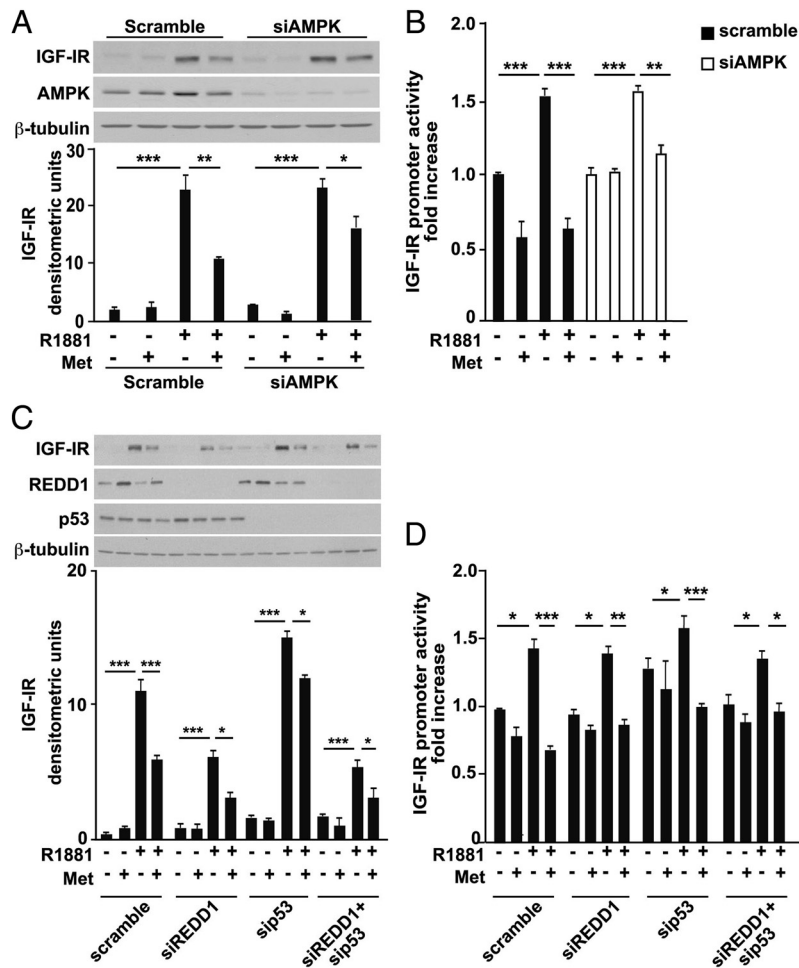 A
Scramble siAMPK
IGF-IR
AMPK
β-tubulin
IGF-IR
densitometric units
30
20
10
0
*** ** *** *
R1881 - - + + - - + +
Met - + - + - + - +
Scramble siAMPK
B
IGF-IR promoter activity
fold increase
2.0
1.5
1.0
0.5
0
*** *** *** **
scramble
siAMPK
R1881 - - + + - - + +
Met - + - + - + - +
C
IGF-IR
REDD1
p53
β-tubulin
IGF-IR
densitometric units
20
10
0
*** *** *** * *** * *** *
R1881 - - + + - - + + - - + + - - + +
Met - + - + - + - + - + - + - + - +
scramble
siREDD1
sip53
siREDD1+
sip53
D
IGF-IR promoter activity
fold increase
2.0
1.5
1.0
0.5
0
* *** * ** * *** * *
R1881 - - + + - - + + - - + + - - + +
Met - + - + - + - + - + - + - + - +
scramble
siREDD1
sip53
siREDD1+
sip53